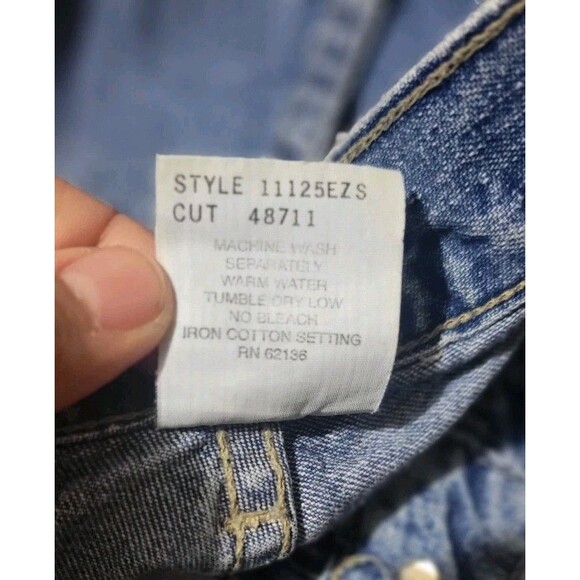 STYLE 11125EZS
CUT 48711
MACHINE WASH
SEPARATELY
WARM WATER
TUMBLE DRY LOW
NO BLEACH
IRON COTTON SETTING
RN 62136